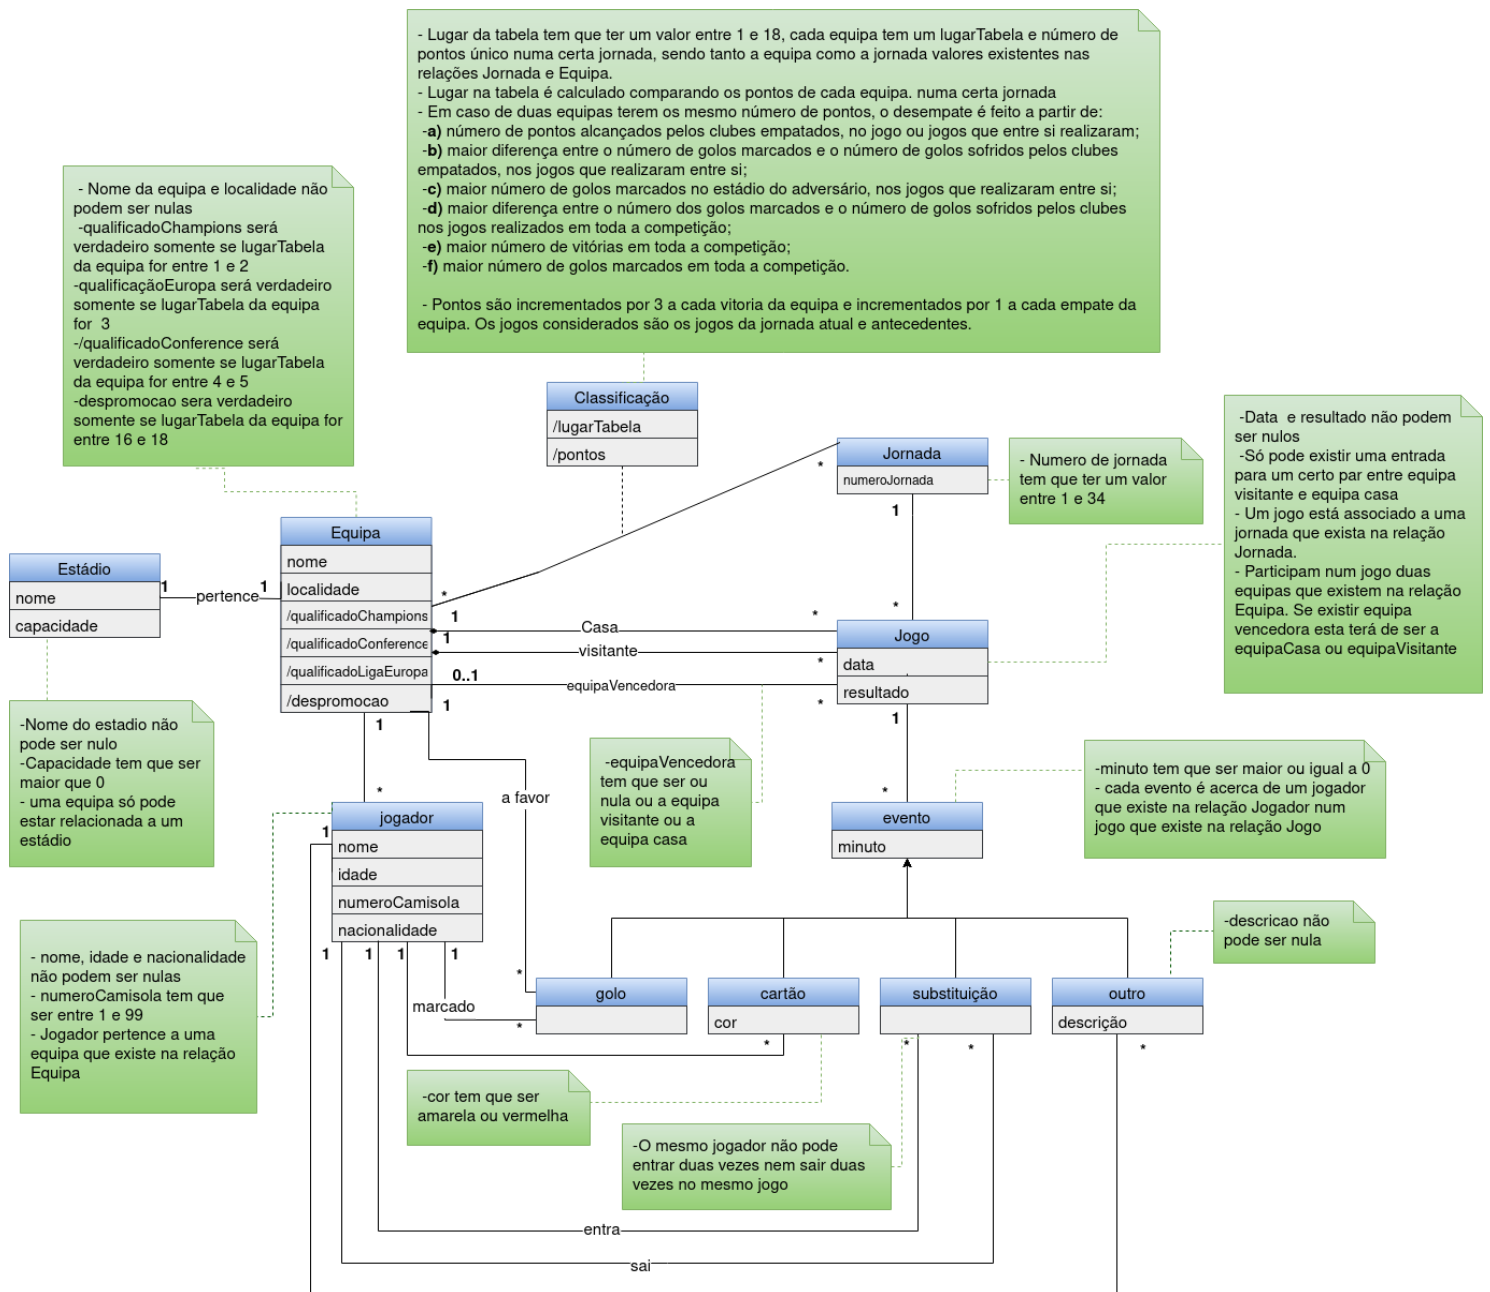 - Lugar da tabela tem que ter um valor entre 1 e 18, cada equipa tem um lugarTabela e número de
pontos único numa certa jornada, sendo tanto a equipa como a jornada valores existentes nas
relações Jornada e Equipa.
- Lugar na tabela é calculado comparando os pontos de cada equipa. numa certa jornada
- Em caso de duas equipas terem os mesmo número de pontos, o desempate é feito a partir de:
-a) número de pontos alcançados pelos clubes empatados, no jogo ou jogos que entre si realizaram;
-b) maior diferença entre o número de golos marcados e o número de golos sofridos pelos clubes
empatados, nos jogos que realizaram entre si;
-c) maior número de golos marcados no estádio do adversário, nos jogos que realizaram entre si;
-d) maior diferença entre o número dos golos marcados e o número de golos sofridos pelos clubes
nos jogos realizados em toda a competição;
-e) maior número de vitórias em toda a competição;
-f) maior número de golos marcados em toda a competição.
- Pontos são incrementados por 3 a cada vitoria da equipa e incrementados por 1 a cada empate da
equipa. Os jogos considerados são os jogos da jornada atual e antecedentes.
- Nome da equipa e localidade não
podem ser nulas
-qualificadoChampions será
verdadeiro somente se lugarTabela
da equipa for entre 1 e 2
-qualificaçãoEuropa será verdadeiro
somente se lugarTabela da equipa
for 3
-/qualificadoConference será
verdadeiro somente se lugarTabela
da equipa for entre 4 e 5
-despromocao sera verdadeiro
somente se lugarTabela da equipa for
entre 16 e 18
Classificação
/lugarTabela
/pontos
Jornada
numeroJornada
*
1
- Numero de jornada
tem que ter um valor
entre 1 e 34
-Data e resultado não podem
ser nulos
-Só pode existir uma entrada
para um certo par entre equipa
visitante e equipa casa
- Um jogo está associado a uma
jornada que exista na relação
Jornada.
- Participam num jogo duas
equipas que existem na relação
Equipa. Se existir equipa
vencedora esta terá de ser a
equipaCasa ou equipaVisitante
Estádio
nome
capacidade
1
pertence
1
Equipa
nome
localidade
/qualificadoChampions
/qualificadoConference
/qualificadoLigaEuropa
/despromocao
*
1
Casa
*
*
1
visitante
*
0..1
equipaVencedora
*
1
Jogo
data
resultado
1
*
-Nome do estadio não
pode ser nulo
-Capacidade tem que ser
maior que 0
- uma equipa só pode
estar relacionada a um
estádio
1
*
a favor
-equipaVencedora
tem que ser ou
nula ou a equipa
visitante ou a
equipa casa
-minuto tem que ser maior ou igual a 0
- cada evento é acerca de um jogador
que existe na relação Jogador num
jogo que existe na relação Jogo
evento
minuto
1
jogador
nome
idade
numeroCamisola
nacionalidade
1
1
1
1
- nome, idade e nacionalidade
não podem ser nulas
- numeroCamisola tem que
ser entre 1 e 99
- Jogador pertence a uma
equipa que existe na relação
Equipa
-descricao não
pode ser nula
*
marcado
*
golo
cartão
cor
*
substituição
*
*
outro
descrição
*
-cor tem que ser
amarela ou vermelha
-O mesmo jogador não pode
entrar duas vezes nem sair duas
vezes no mesmo jogo
entra
sai